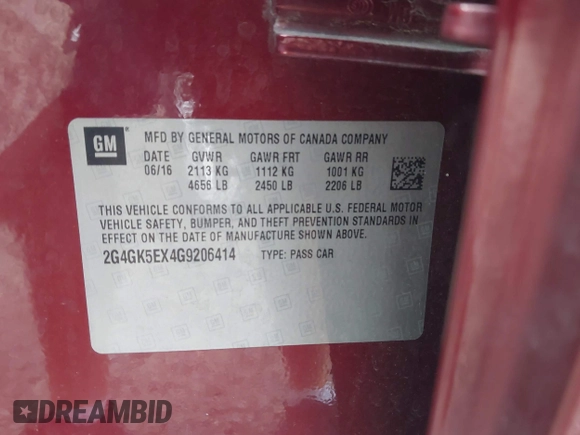 GM
MFD BY GENERAL MOTORS OF CANADA COMPANY
DATE GVWR GAWR FRT GAWR RR
06/16 2113 KG 1112 KG 1001 KG
4656 LB 2450 LB 2206 LB
THIS VEHICLE CONFORMS TO ALL APPLICABLE U.S. FEDERAL MOTOR
VEHICLE SAFETY, BUMPER, AND THEFT PREVENTION STANDARDS IN
EFFECT ON THE DATE OF MANUFACTURE SHOWN ABOVE.
2G4GK5EX4G9206414 TYPE: PASS CAR
DREAMBID